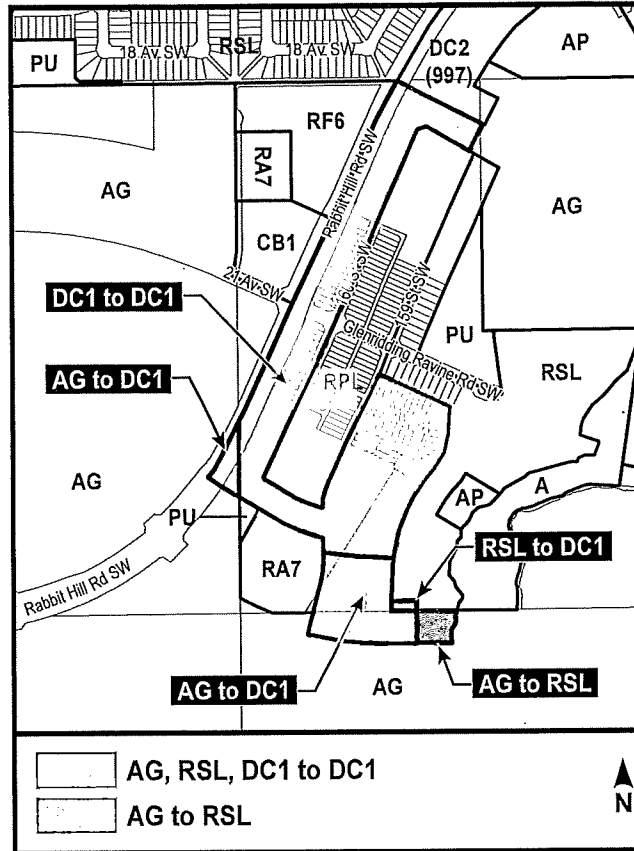 18 Av SW
RSL
18 Av SW
PU
DC2
(997)
AP
RF6
RA7
AG
Rabbit Hill Rd SW
AG
CB1
21 Av SW
59 St SW
DC1 to DC1
PU
Glenridding Ravine Rd SW
RSL
AG to DC1
RPL
AG
AP
A
PU
RSL to DC1
RA7
Rabbit Hill Rd SW
AG to DC1
AG
AG to RSL
AG, RSL, DC1 to DC1
AG to RSL
N